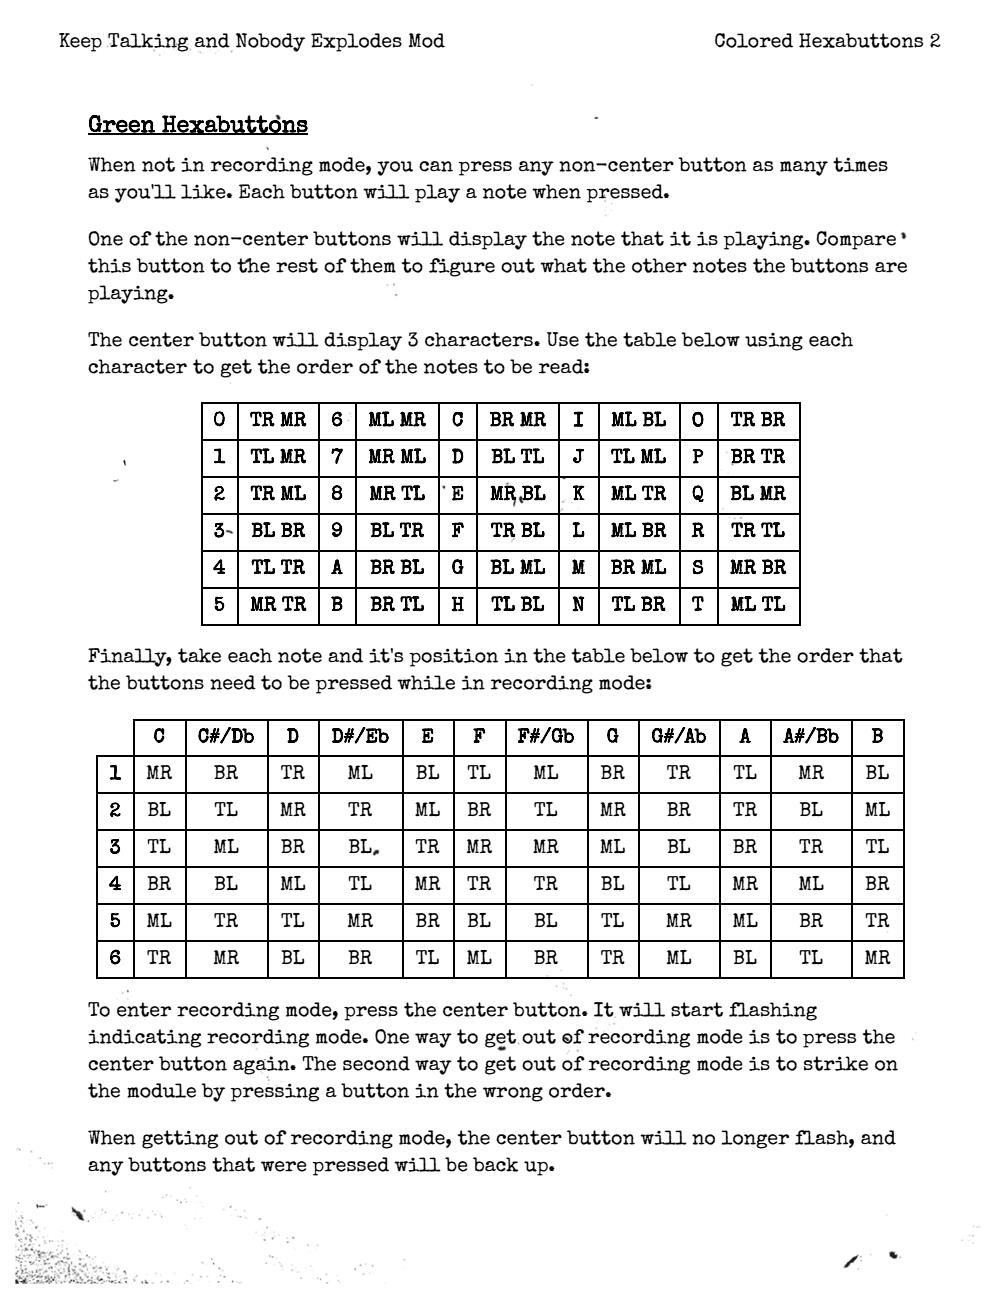 Keep Talking and Nobody Explodes Mod Colored Hexabuttons 2
Green Hexabuttons
When not in recording mode, you can press any non-center button as many times
as you'll like. Each button will play a note when pressed.
One of the non-center buttons will display the note that it is playing. Compare
this button to the rest of them to figure out what the other notes the buttons are
playing.
The center button will display 3 characters. Use the table below using each
character to get the order of the notes to be read:
0 TR MR 6 ML MR C BR MR I ML BL O TR BR
1 TL MR 7 MR ML D BL TL J TL ML P BR TR
2 TR ML 8 MR TL E MR BL K ML TR Q BL MR
3 BL BR 9 BL TR F TR BL L ML BR R TR TL
4 TL TR A BR BL G BL ML M BR ML S MR BR
5 MR TR B BR TL H TL BL N TL BR T ML TL
Finally, take each note and it's position in the table below to get the order that
the buttons need to be pressed while in recording mode:
C C#/Db D D#/Eb E F F#/Gb G G#/Ab A A#/Bb B
1 MR BR TR ML BL TL ML BR TR TL MR BL
2 BL TL MR TR ML BR TL MR BR TR BL ML
3 TL ML BR BL TR MR MR ML BL BR TR TL
4 BR BL ML TL MR TR TR BL TL MR ML BR
5 ML TR TL MR BR BL BL TL MR ML BR TR
6 TR MR BL BR TL ML BR TR ML BL TL MR
To enter recording mode, press the center button. It will start flashing
indicating recording mode. One way to get out of recording mode is to press the
center button again. The second way to get out of recording mode is to strike on
the module by pressing a button in the wrong order.
When getting out of recording mode, the center button will no longer flash, and
any buttons that were pressed will be back up.